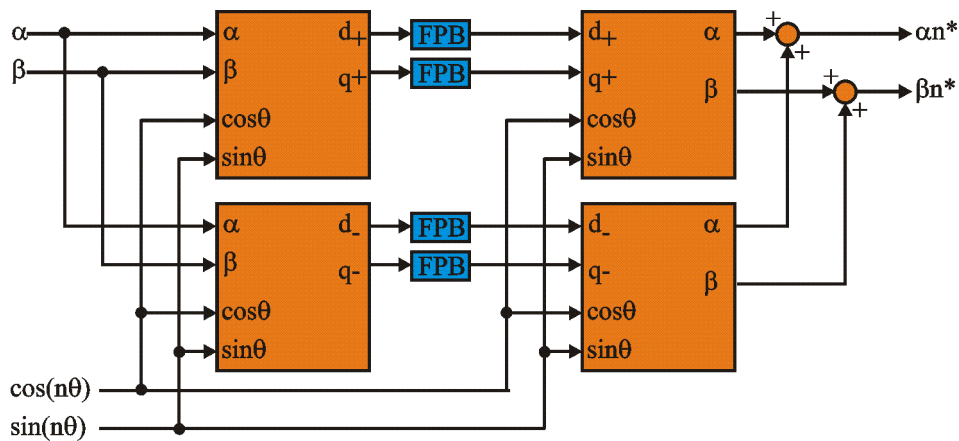 α
β
α
β
cosθ
sinθ
d+
q+
FPB
FPB
d+
q+
cosθ
sinθ
α
β
+
+
+
+
αn*
βn*
α
β
cosθ
sinθ
d-
q-
FPB
FPB
d-
q-
cosθ
sinθ
α
β
cos(nθ)
sin(nθ)